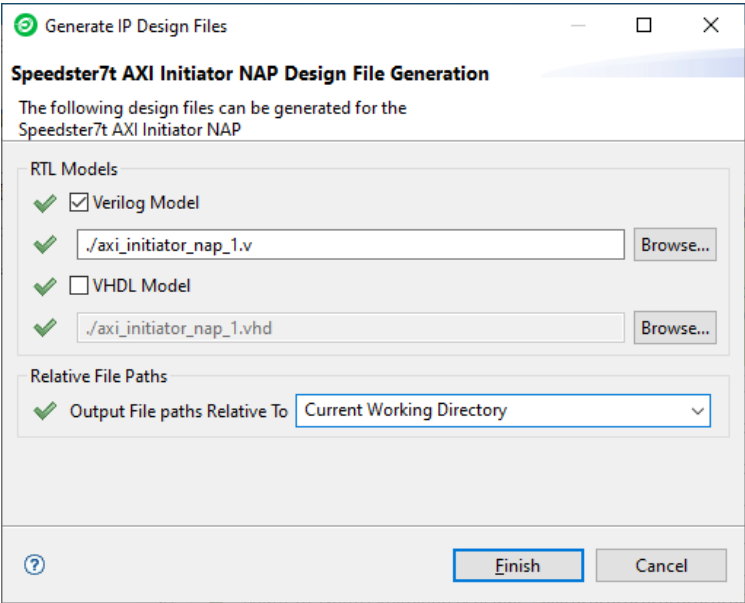 Generate IP Design Files
Speedster7t AXI Initiator NAP Design File Generation
The following design files can be generated for the
Speedster7t AXI Initiator NAP
RTL Models
Verilog Model
./axi_initiator_nap_1.v
Browse...
VHDL Model
./axi_initiator_nap_1.vhd
Browse...
Relative File Paths
Output File paths Relative To Current Working Directory
?
Finish
Cancel